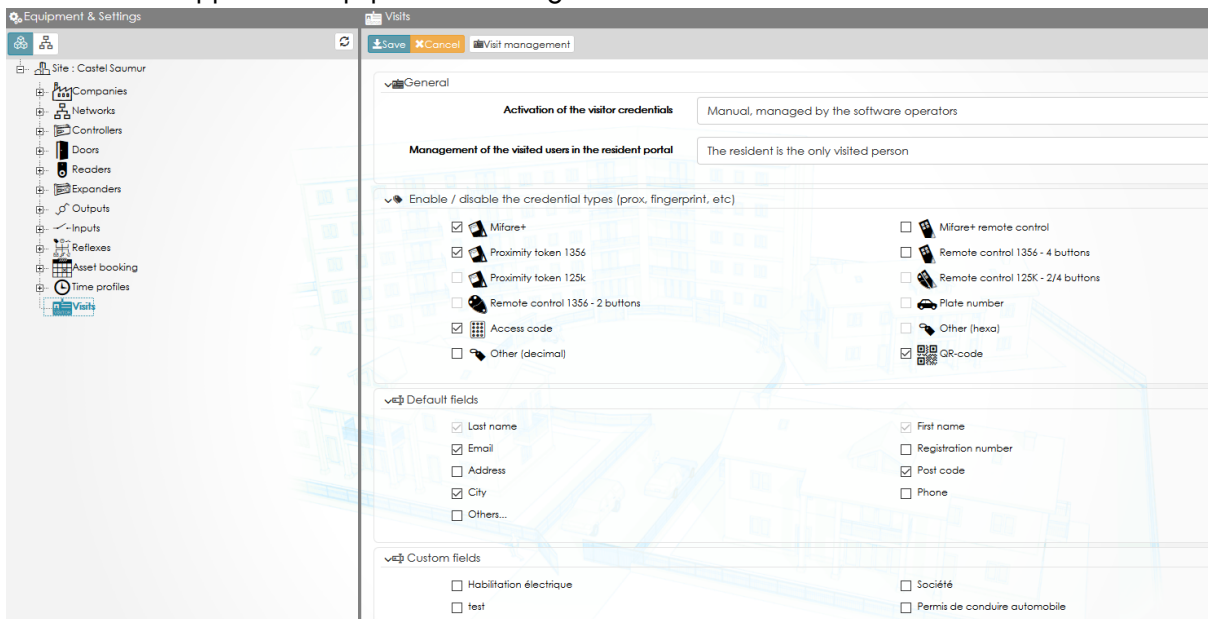 Equipment & Settings
Visits
Save Cancel Visit management
Site : Castel Saumur
Companies
Networks
Controllers
Doors
Readers
Expanders
Outputs
Inputs
Reflexes
Asset booking
Time profiles
Visits
General
Activation of the visitor credentials Manual, managed by the software operators
Management of the visited users in the resident portal The resident is the only visited person
Enable / disable the credential types (prox, fingerprint, etc)
Mifare+ Mifare+ remote control
Proximity token 1356 Remote control 1356 - 4 buttons
Proximity token 125k Remote control 125K - 2/4 buttons
Remote control 1356 - 2 buttons Plate number
Access code Other (hexa)
Other (decimal) QR-code
Default fields
Last name First name
Email Registration number
Address Post code
City Phone
Others...
Custom fields
Habilitation électrique Société
test Permis de conduire automobile